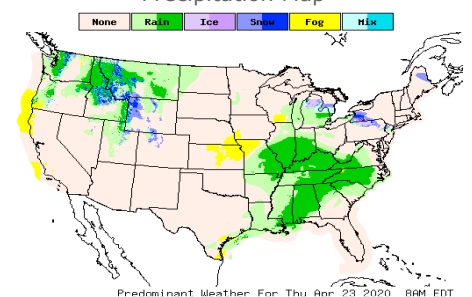 Precipitation Map
None Rain Ice Snow Fog Mix
Predominant Weather For Thu Apr 23 2020 8AM EDT